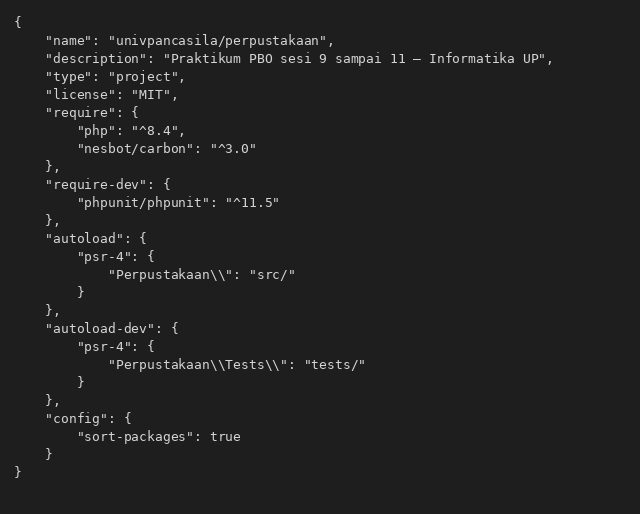 {
    "name": "univpancasila/perpustakaan",
    "description": "Praktikum PBO sesi 9 sampai 11 — Informatika UP",
    "type": "project",
    "license": "MIT",
    "require": {
        "php": "^8.4",
        "nesbot/carbon": "^3.0"
    },
    "require-dev": {
        "phpunit/phpunit": "^11.5"
    },
    "autoload": {
        "psr-4": {
            "Perpustakaan\\": "src/"
        }
    },
    "autoload-dev": {
        "psr-4": {
            "Perpustakaan\\Tests\\": "tests/"
        }
    },
    "config": {
        "sort-packages": true
    }
}